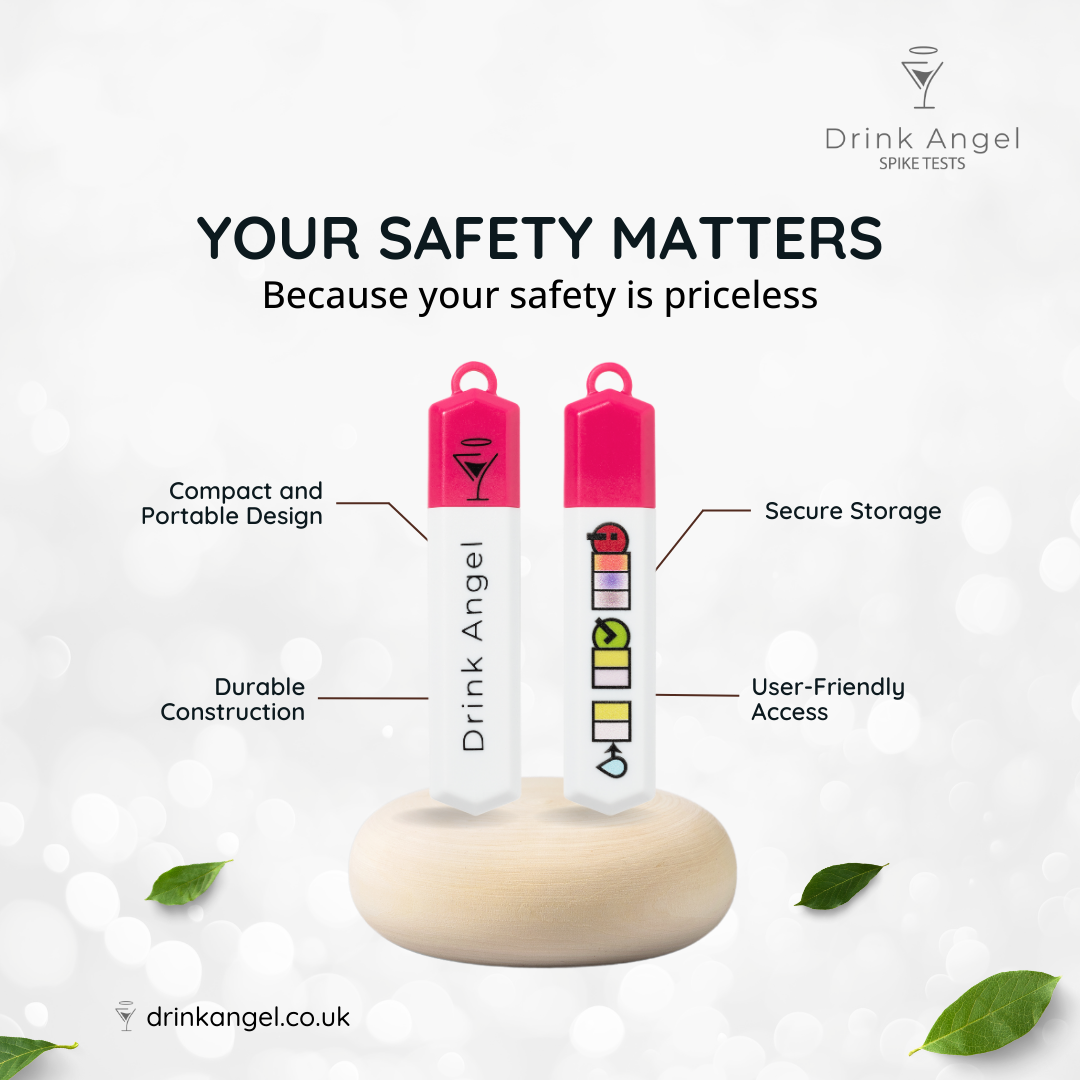 Drink Angel
SPIKE TESTS
YOUR SAFETY MATTERS
Because your safety is priceless
Compact and
Portable Design
Secure Storage
Drink Angel
Durable
Construction
User-Friendly
Access
drinkangel.co.uk